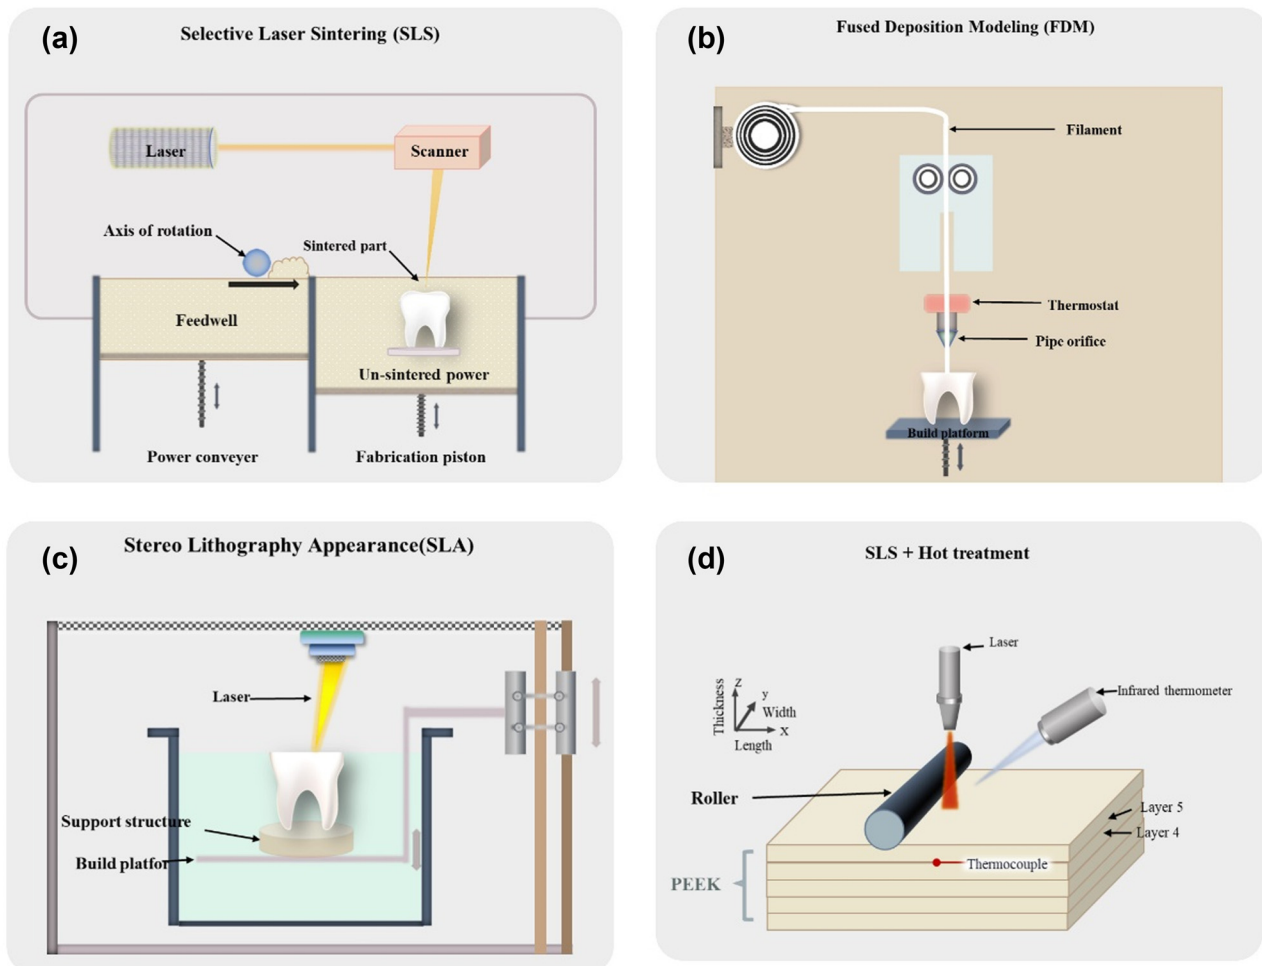 (a)
Selective Laser Sintering (SLS)
Laser
Scanner
Axis of rotation
Sintered part
Feedwell
Un-sintered power
Power conveyer
Fabrication piston
(b)
Fused Deposition Modeling (FDM)
Filament
Thermostat
Pipe orifice
Build platform
(c)
Stereo Lithography Appearance(SLA)
Laser
Support structure
Build platfor
(d)
SLS + Hot treatment
Laser
Infrared thermometer
Thickness
Z
y
Width
X
Length
Roller
Layer 5
Layer 4
Thermocouple
PEEK